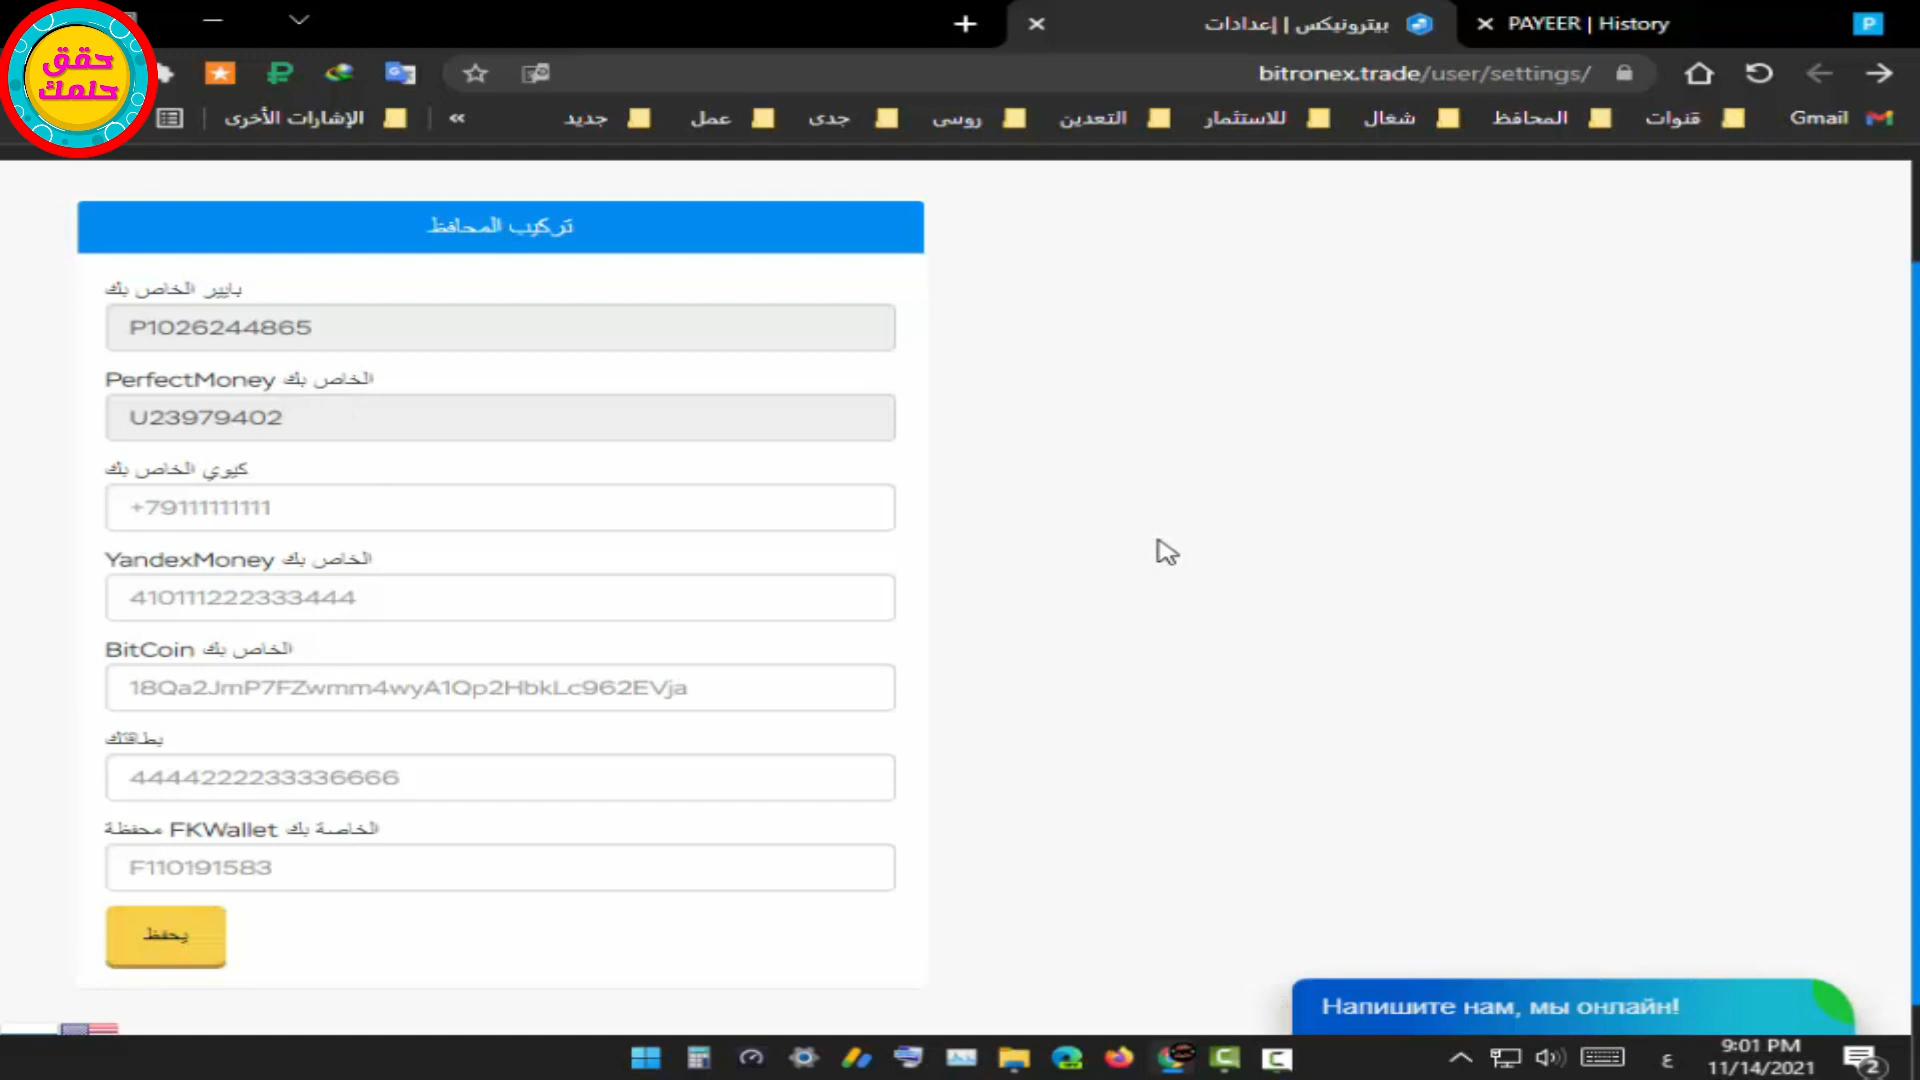 حقق
حلمك
بيترونيكس | إعدادات
PAYEER | History
P
bitronex.trade/user/settings/
Gmail
قنوات
المحافظ
شغال
للاستثمار
التعدين
روسى
جدى
عمل
جديد
»
الإشارات الأخرى
تركيب المحافظ
بايير الخاص بك
P1026244865
PerfectMoney الخاص بك
U23979402
كيوي الخاص بك
+79111111111
YandexMoney الخاص بك
410111222333444
BitCoin الخاص بك
18Qa2JmP7FZwmm4wyA1Qp2HbkLc962EVja
بطاقتك
4444222233336666
محفظة FKWallet الخاصة بك
F110191583
يحفظ
Напишите нам, мы онлайн!
ع
9:01 PM
11/14/2021
2